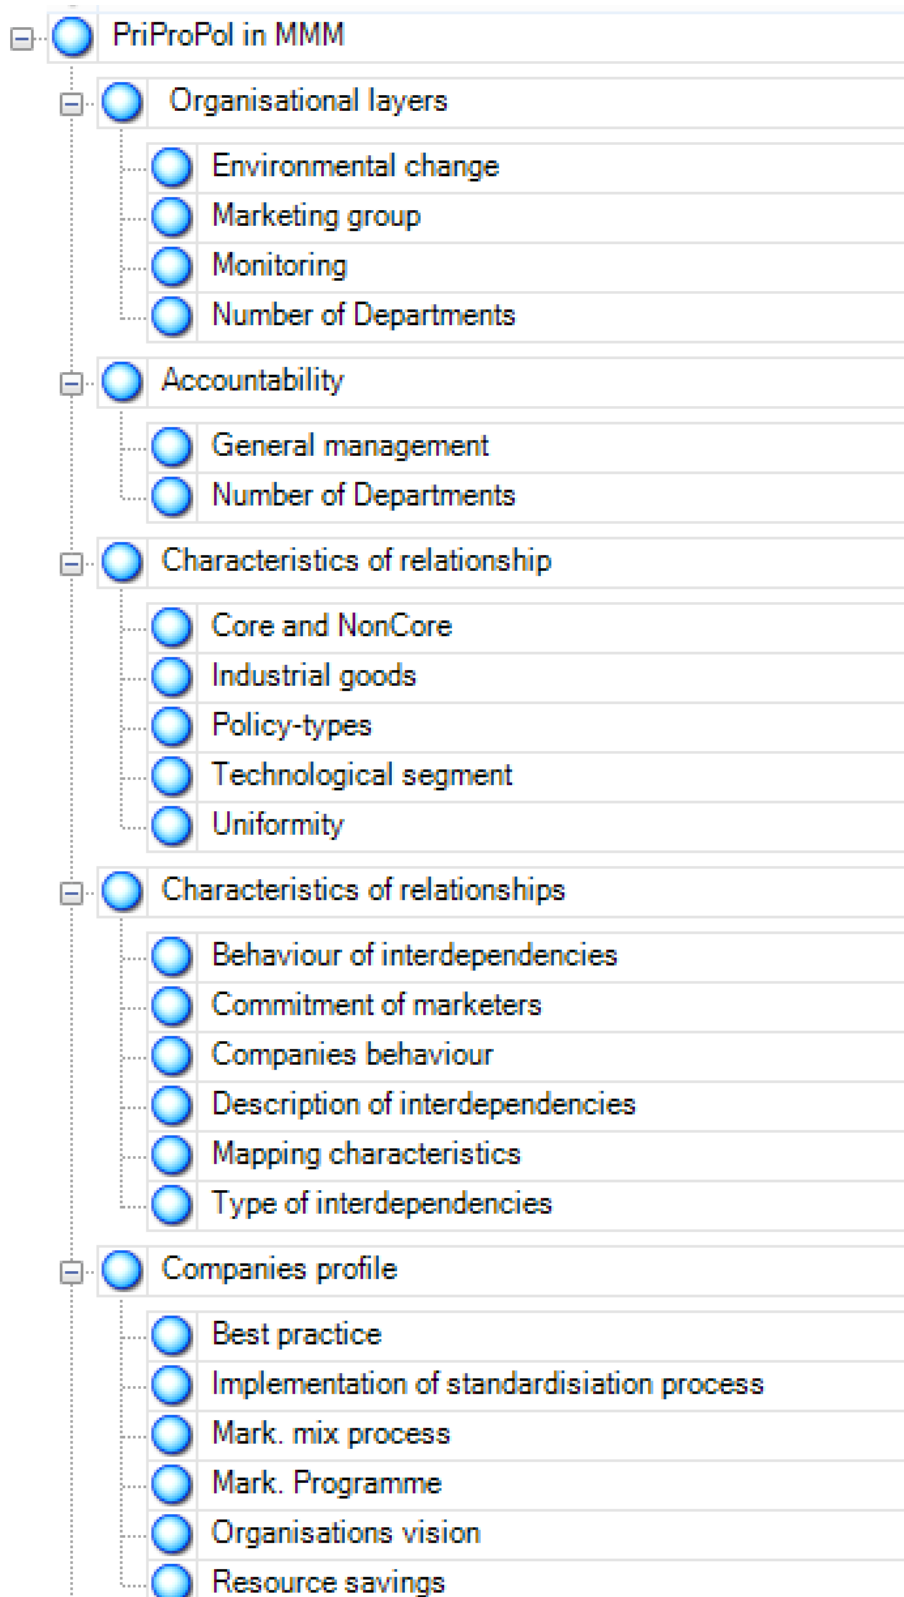 PriProPol in MMM
Organisational layers
Environmental change
Marketing group
Monitoring
Number of Departments
Accountability
General management
Number of Departments
Characteristics of relationship
Core and NonCore
Industrial goods
Policy-types
Technological segment
Uniformity
Characteristics of relationships
Behaviour of interdependencies
Commitment of marketers
Companies behaviour
Description of interdependencies
Mapping characteristics
Type of interdependencies
Companies profile
Best practice
Implementation of standardisiation process
Mark. mix process
Mark. Programme
Organisations vision
Resource savings